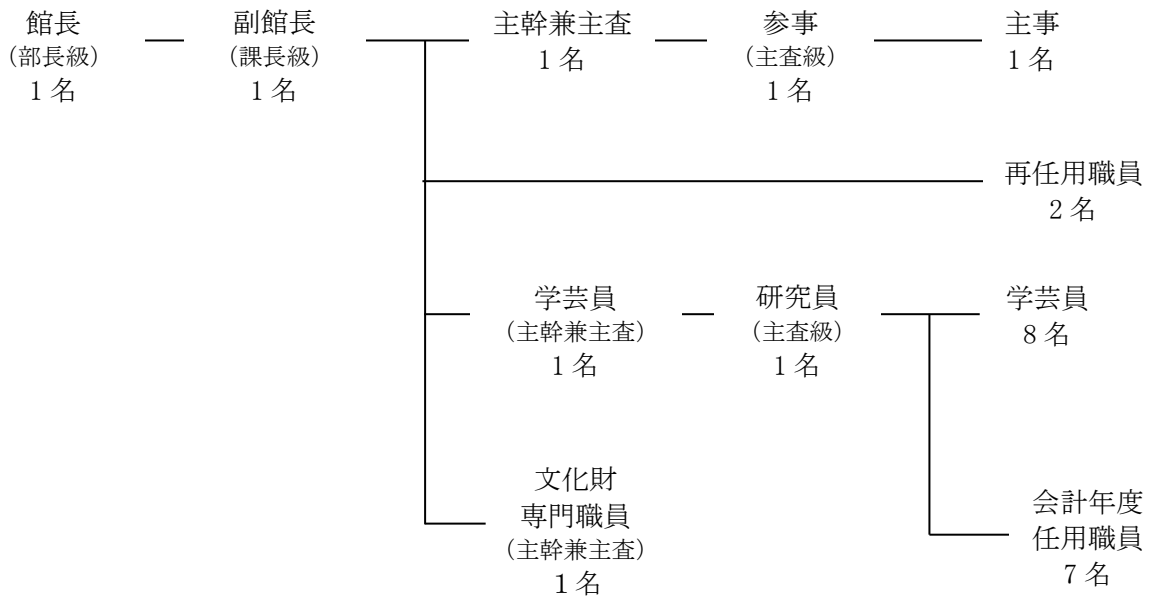 館長
(部長級)
1名
副館長
(課長級)
1名
主幹兼主査
1名
参事
(主査級)
1名
主事
1名
再任用職員
2名
学芸員
(主幹兼主査)
1名
研究員
(主査級)
1名
学芸員
8名
文化財
専門職員
(主幹兼主査)
1名
会計年度
任用職員
7名